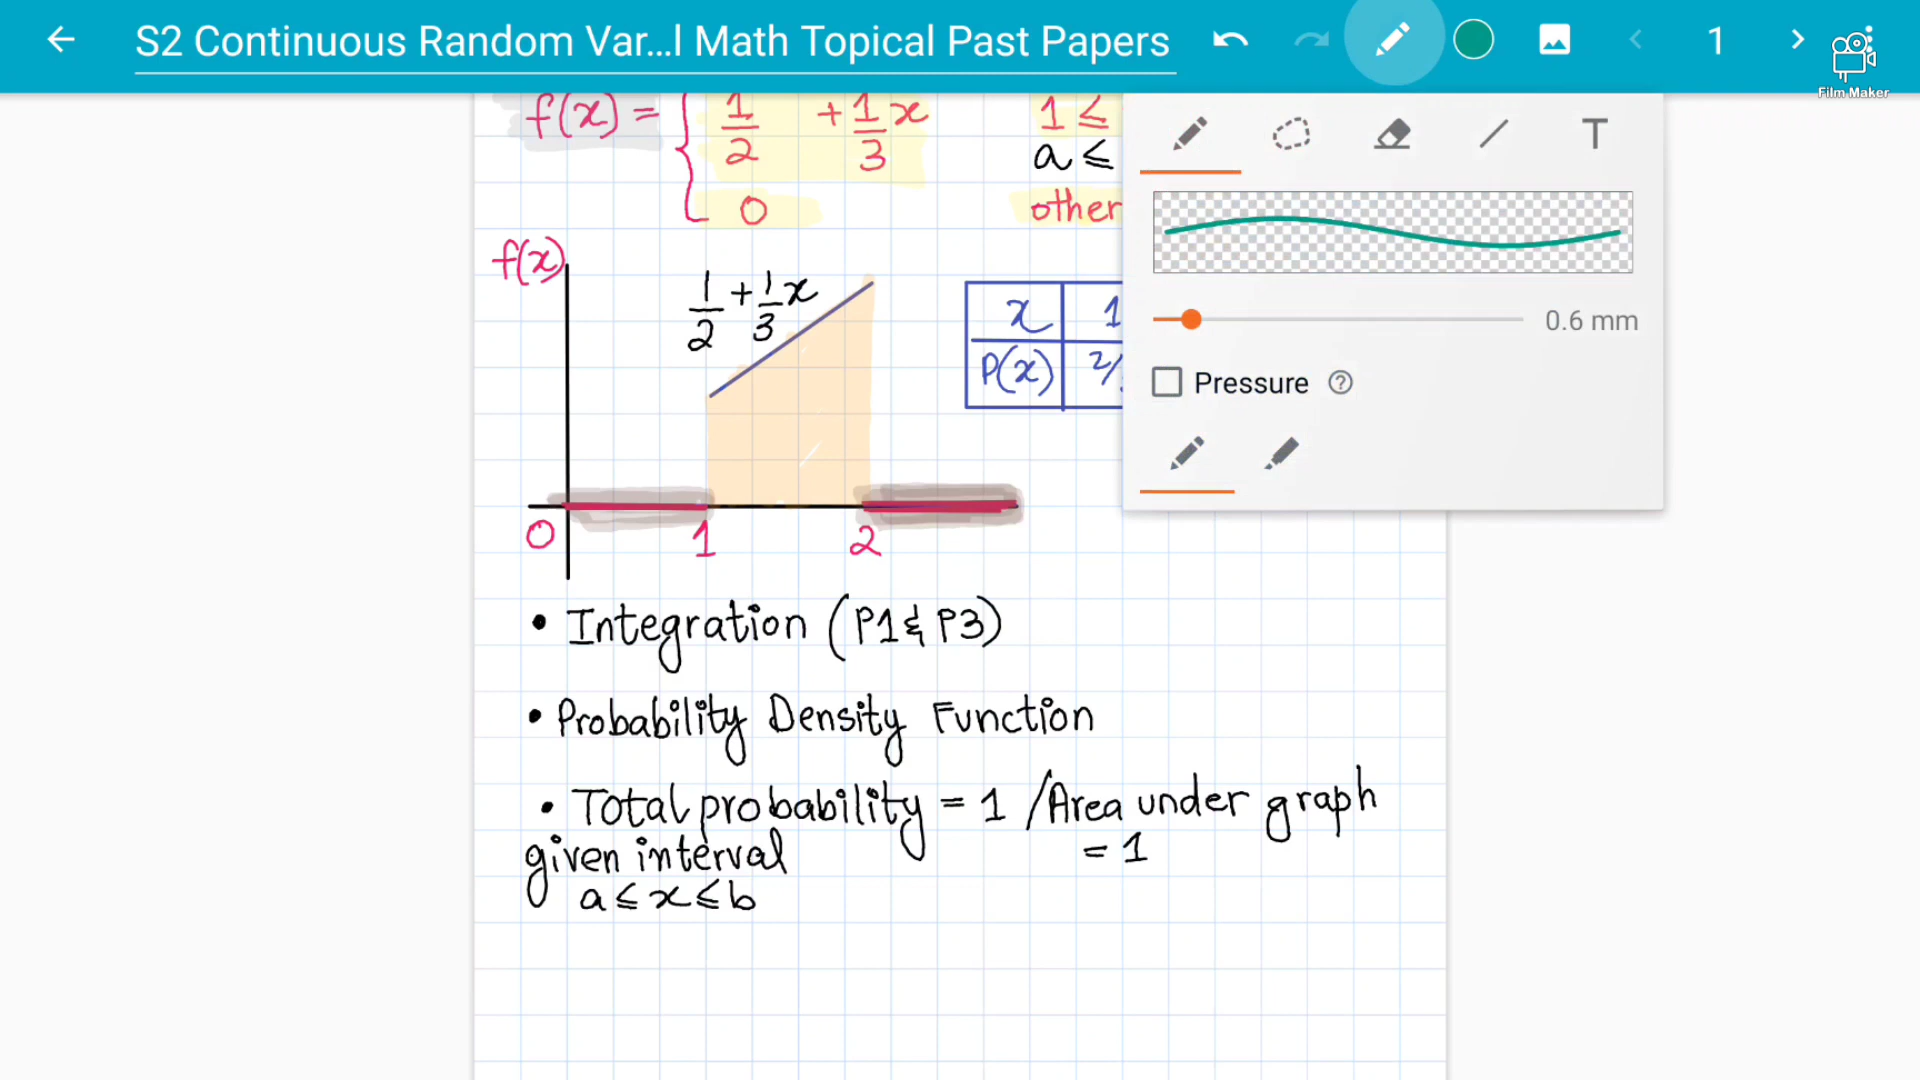 S2 Continuous Random Var...l Math Topical Past Papers
1
Film Maker
f(x) = { 1/2 + 1/3 x 1 ≤
a ≤
0 other
f(x)
1/2 + 1/3 x
x 1
P(x) 2/
T
0.6 mm
Pressure
0 1 2
• Integration (P1 & P3)
• Probability Density Function
• Total probability = 1 / Area under graph
given interval = 1
a ≤ x ≤ b